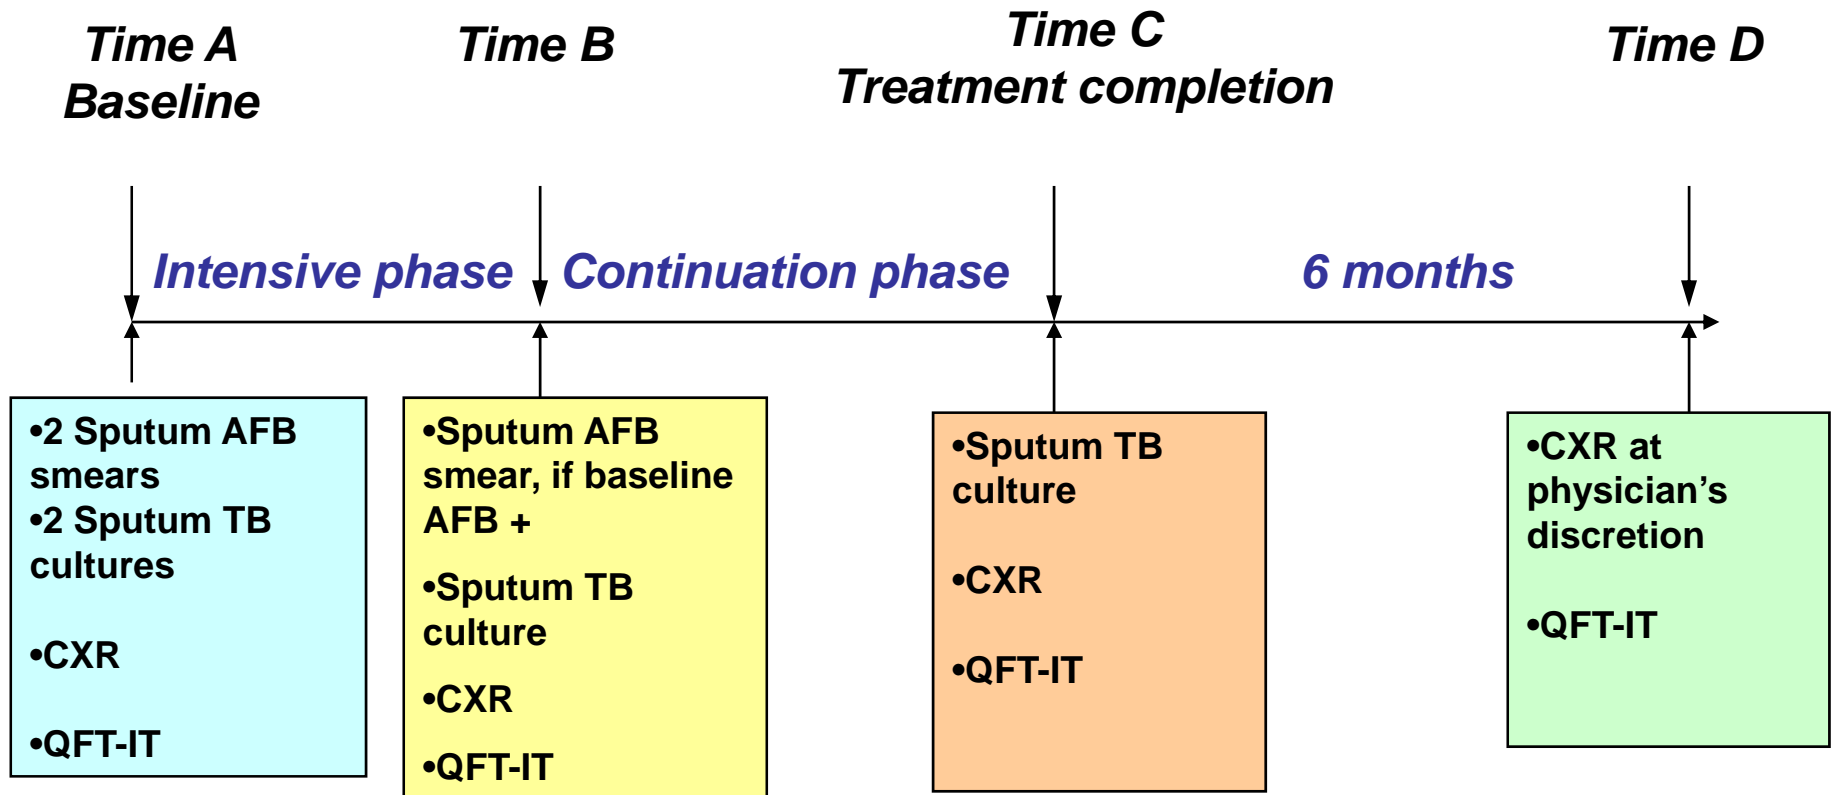 Time A
Baseline
Time B
Time C
Treatment completion
Time D
Intensive phase
Continuation phase
6 months
•2 Sputum AFB
smears
•2 Sputum TB
cultures
•CXR
•QFT-IT
•Sputum AFB
smear, if baseline
AFB +
•Sputum TB
culture
•CXR
•QFT-IT
•Sputum TB
culture
•CXR
•QFT-IT
•CXR at
physician’s
discretion
•QFT-IT